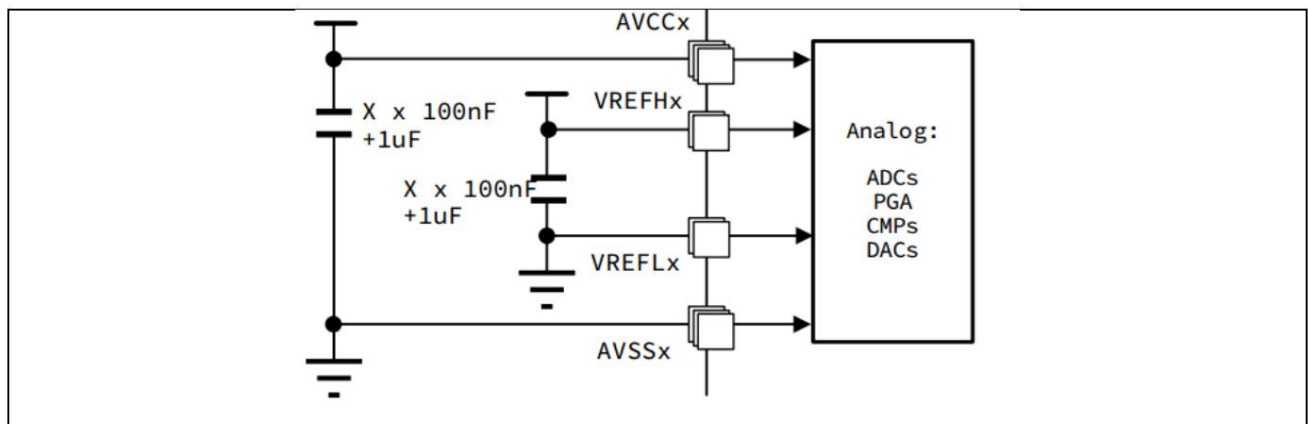 AVCCx
X x 100nF
+1uF
VREFHx
X x 100nF
+1uF
VREFLx
AVSSx
Analog:
ADCs
PGA
CMPs
DACs